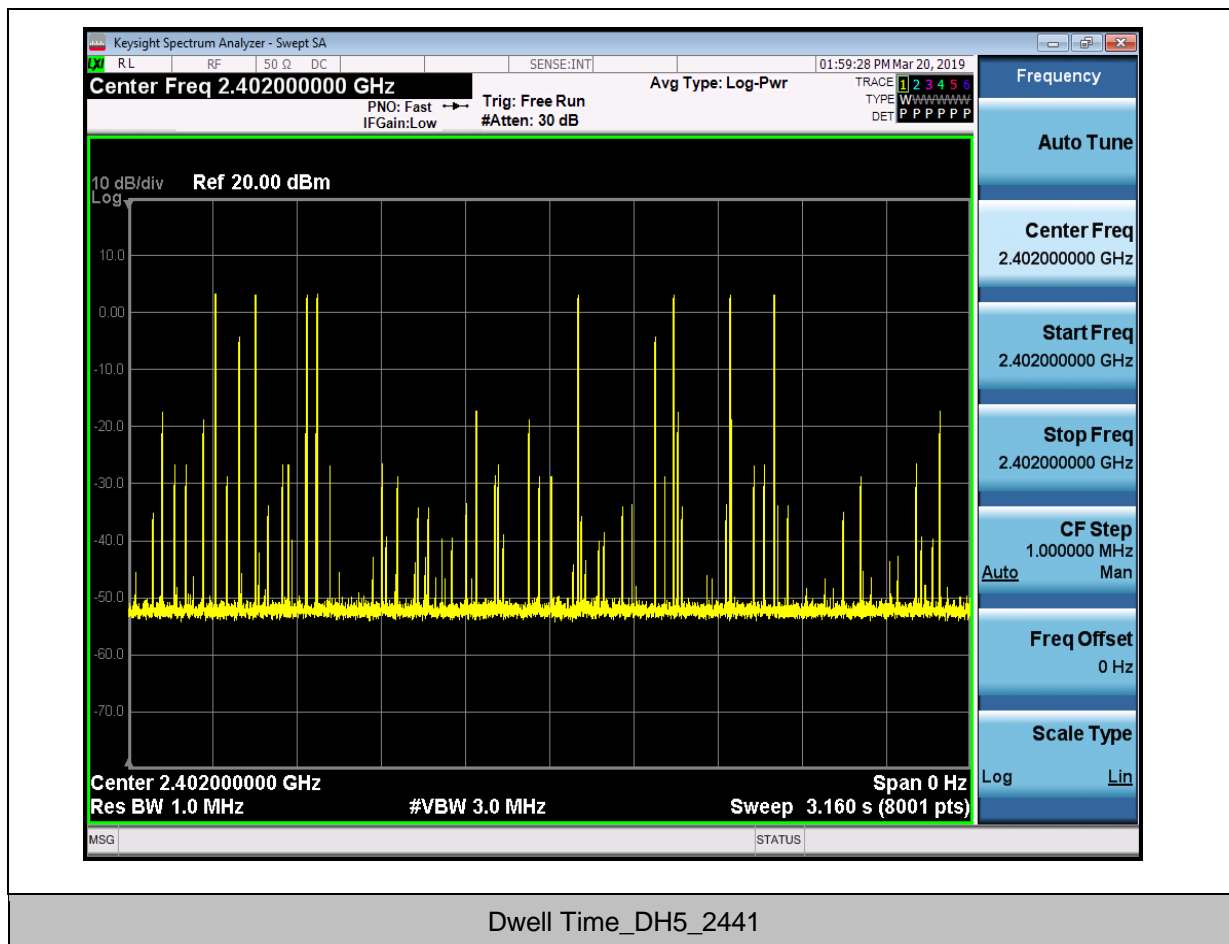 Keysight Spectrum Analyzer - Swept SA
LXI RL RF 50 Ω DC SENSE:INT 01:59:28 PM Mar 20, 2019
Center Freq 2.402000000 GHz
PNO: Fast
IFGain:Low
Trig: Free Run
#Atten: 30 dB
Avg Type: Log-Pwr
TRACE 1 2 3 4 5 6
TYPE WWWWWW
DET P P P P P P
10 dB/div Ref 20.00 dBm
Log
10.0
0.00
-10.0
-20.0
-30.0
-40.0
-50.0
-60.0
-70.0
Center 2.402000000 GHz Span 0 Hz
Res BW 1.0 MHz #VBW 3.0 MHz Sweep 3.160 s (8001 pts)
MSG STATUS
Frequency
Auto Tune
Center Freq
2.402000000 GHz
Start Freq
2.402000000 GHz
Stop Freq
2.402000000 GHz
CF Step
1.000000 MHz
Auto Man
Freq Offset
0 Hz
Scale Type
Log Lin
Dwell Time_DH5_2441